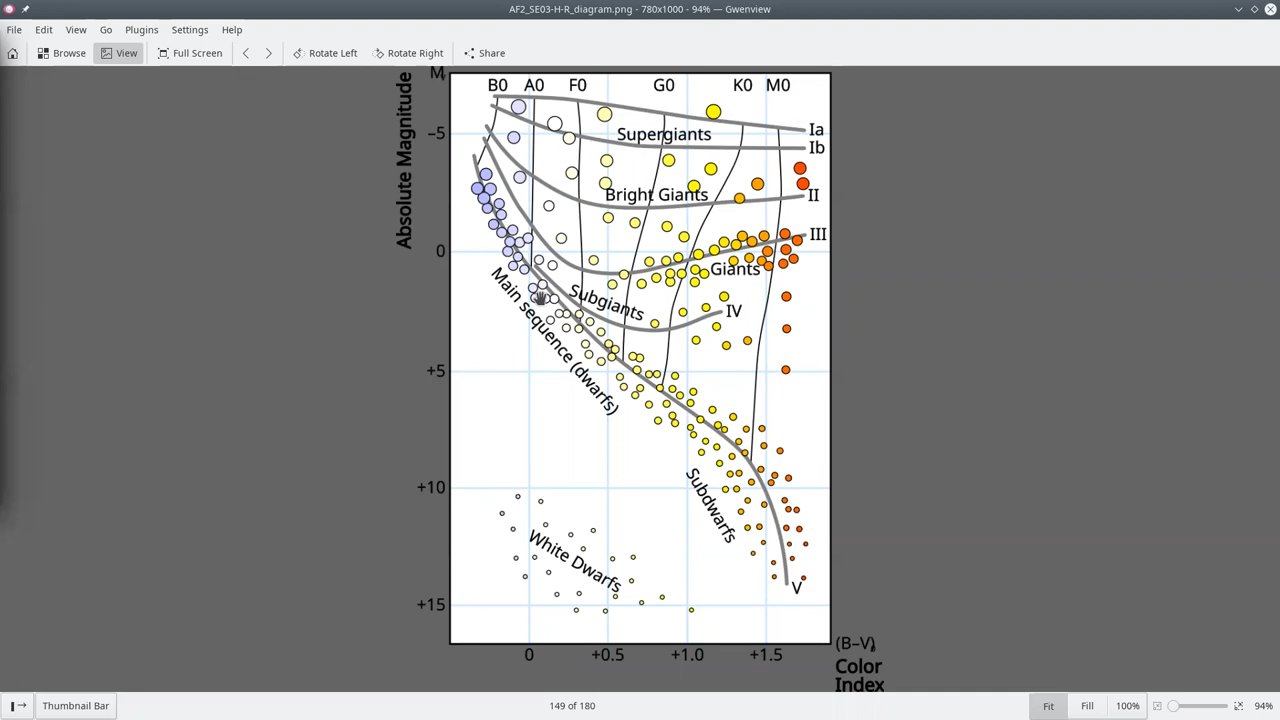 AF2_SE03-H-R_diagram.png - 780x1000 - 94% — Gwenview
File Edit View Go Plugins Settings Help
Browse View Full Screen Rotate Left Rotate Right Share
B0 A0 F0 G0 K0 M0
Absolute Magnitude
Ia
Supergiants
−5
Ib
Bright Giants
II
III
0
Giants
Subgiants
IV
Main sequence (dwarfs)
+5
Subdwarfs
+10
White Dwarfs
V
+15
0 +0.5 +1.0 +1.5
Color
Index
Thumbnail Bar 149 of 180 Fit Fill 100% 94%